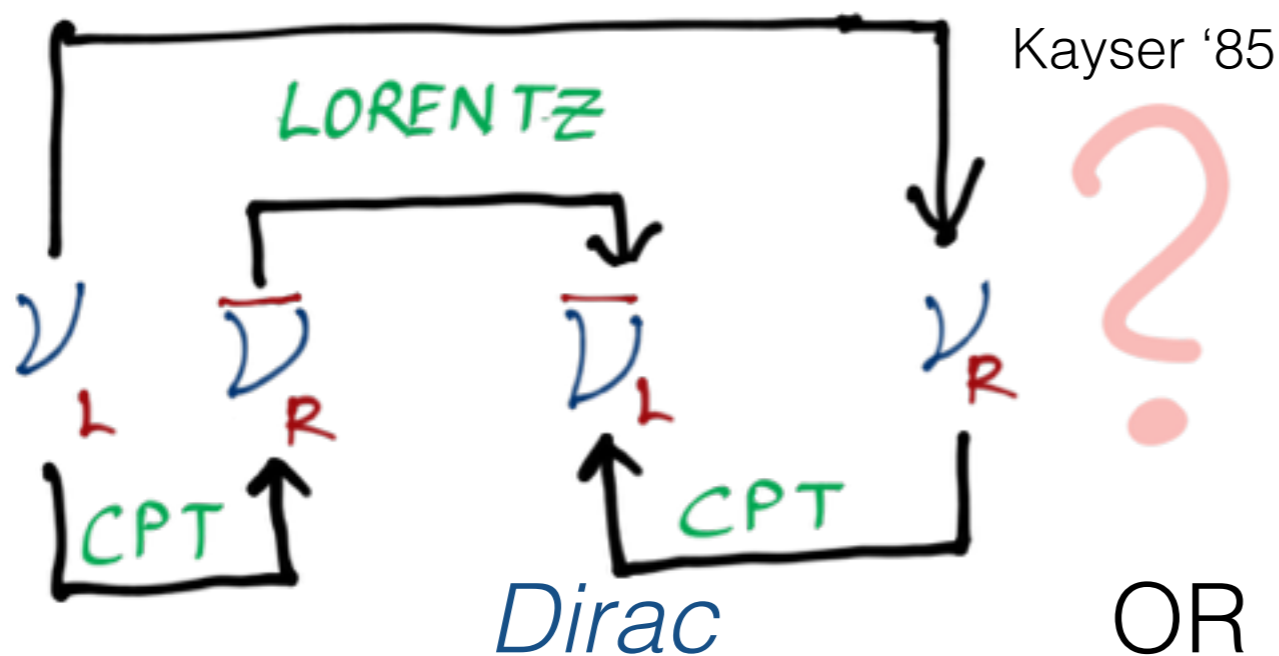 Kayser ‘85
LORENTZ
ν L ν̅ R ν̅ L ν R ?
CPT CPT
Dirac OR